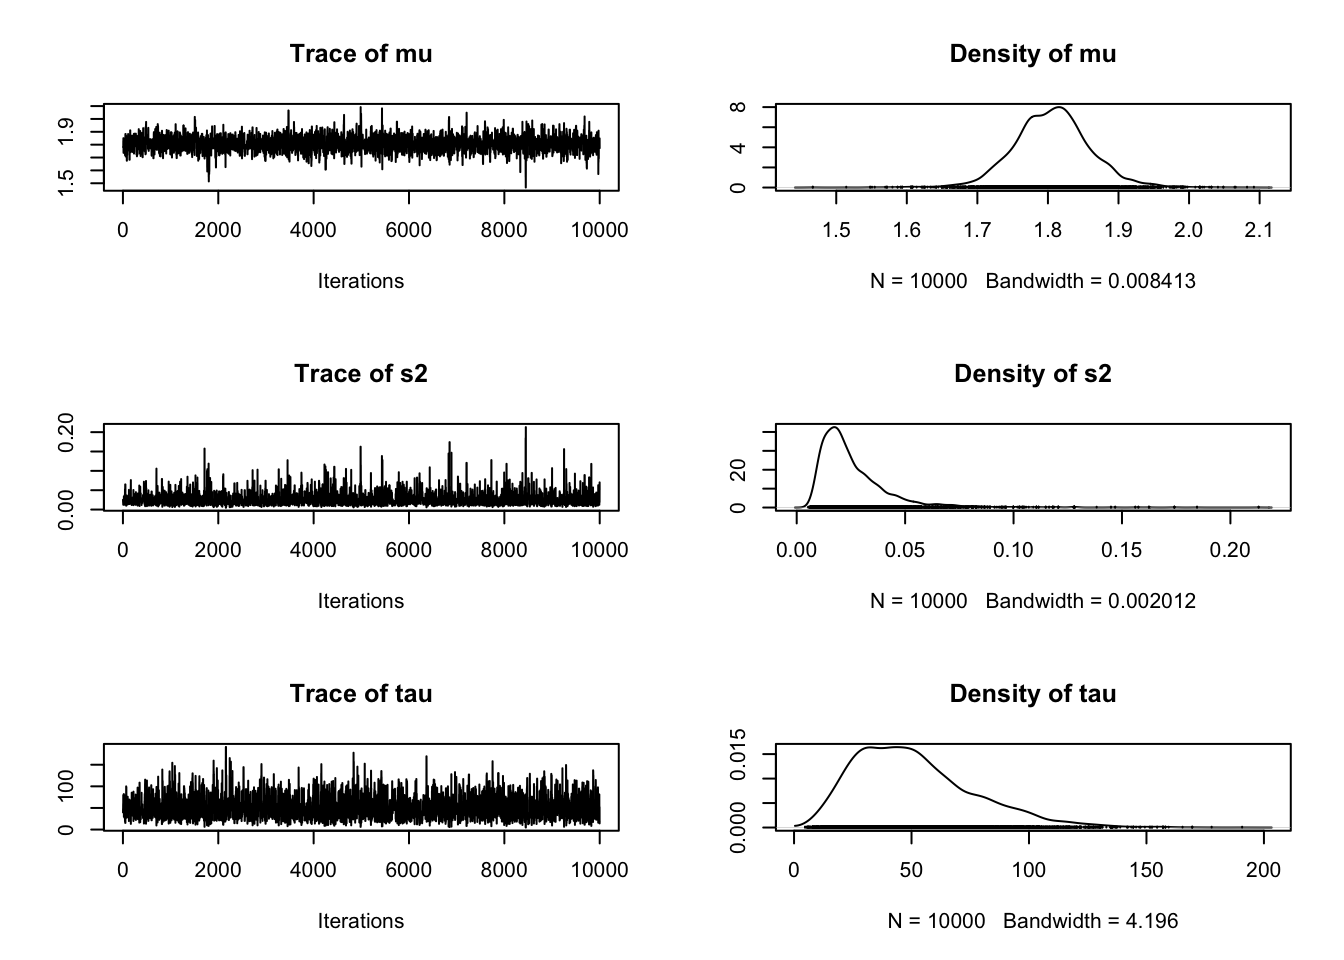 Trace of mu
1.5 1.9
0 2000 4000 6000 8000 10000
Iterations
Density of mu
0 4 8
1.5 1.6 1.7 1.8 1.9 2.0 2.1
N = 10000 Bandwidth = 0.008413
Trace of s2
0.00 0.20
0 2000 4000 6000 8000 10000
Iterations
Density of s2
0 20
0.00 0.05 0.10 0.15 0.20
N = 10000 Bandwidth = 0.002012
Trace of tau
0 100
0 2000 4000 6000 8000 10000
Iterations
Density of tau
0.000 0.015
0 50 100 150 200
N = 10000 Bandwidth = 4.196